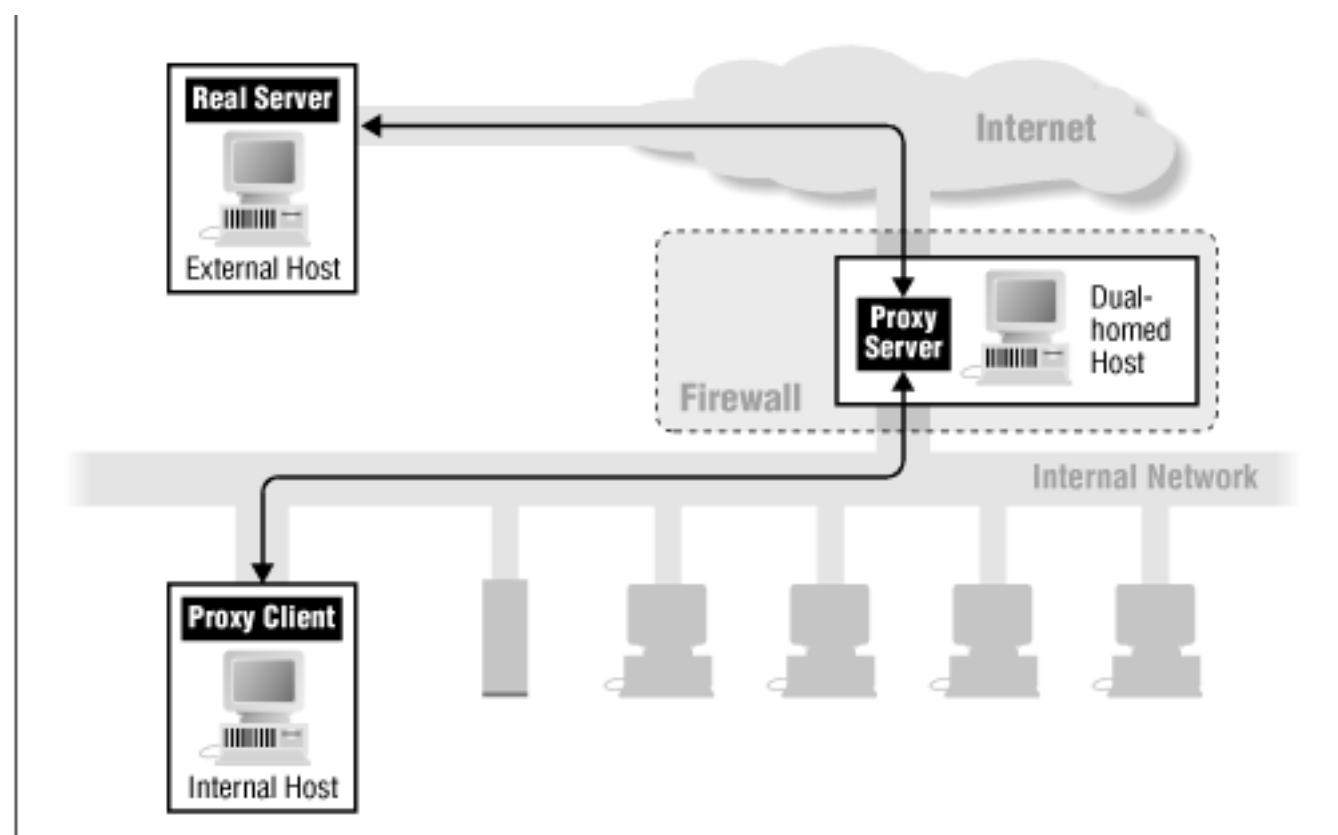 Real Server
External Host
Internet
Proxy
Server
Dual-
homed
Host
Firewall
Internal Network
Proxy Client
Internal Host